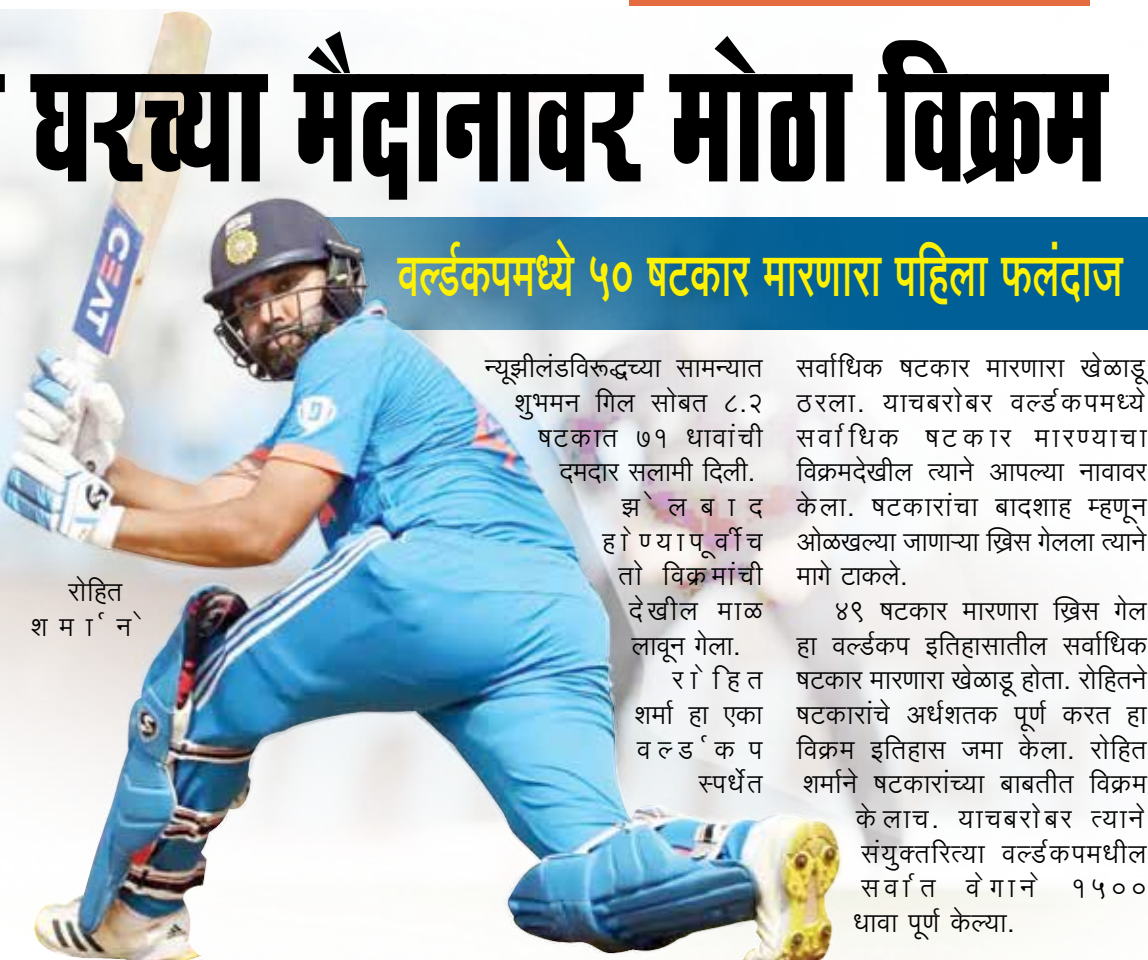 घरच्या मैदानावर मोठा विक्रम
वर्ल्डकपमध्ये ५० षटकार मारणारा पहिला फलंदाज
CEAT
रोहित
शर्माने
न्यूझीलंडविरूद्धच्या सामन्यात
शुभमन गिल सोबत ८.२
षटकात ७१ धावांची
दमदार सलामी दिली.
झेलबाद
होण्यापूर्वीच
तो विक्रमांची
देखील माळ
लावून गेला.
रोहित
शर्मा हा एका
वर्ल्डकप
स्पर्धेत
सर्वाधिक षटकार मारणारा खेळाडू
ठरला. याचबरोबर वर्ल्डकपमध्ये
सर्वाधिक षटकार मारण्याचा
विक्रमदेखील त्याने आपल्या नावावर
केला. षटकारांचा बादशाह म्हणून
ओळखल्या जाणाऱ्या ख्रिस गेलला त्याने
मागे टाकले.
४९ षटकार मारणारा ख्रिस गेल
हा वर्ल्डकप इतिहासातील सर्वाधिक
षटकार मारणारा खेळाडू होता. रोहितने
षटकारांचे अर्धशतक पूर्ण करत हा
विक्रम इतिहास जमा केला. रोहित
शर्माने षटकारांच्या बाबतीत विक्रम
केलाच. याचबरोबर त्याने
संयुक्तरित्या वर्ल्डकपमधील
सर्वात वेगाने १५००
धावा पूर्ण केल्या.